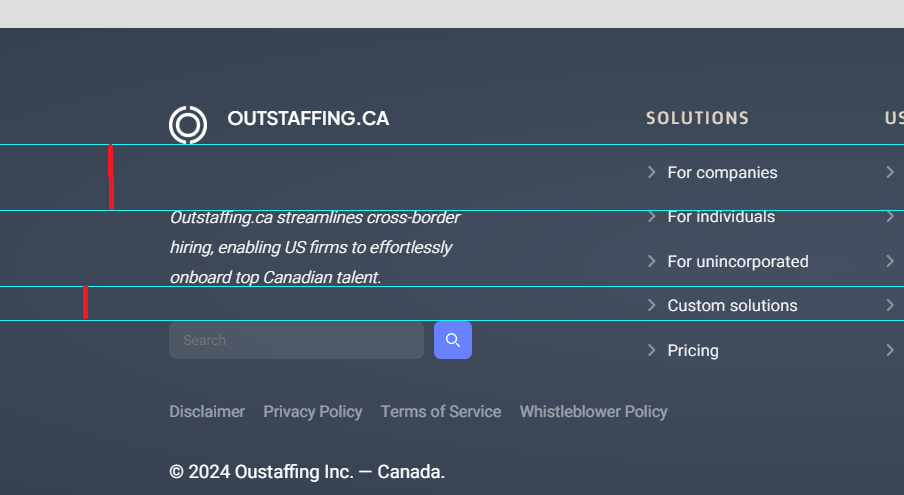 OUTSTAFFING.CA
Outstaffing.ca streamlines cross-border
hiring, enabling US firms to effortlessly
onboard top Canadian talent.
Search
SOLUTIONS
For companies
For individuals
For unincorporated
Custom solutions
Pricing
US
Disclaimer Privacy Policy Terms of Service Whistleblower Policy
© 2024 Oustaffing Inc. — Canada.